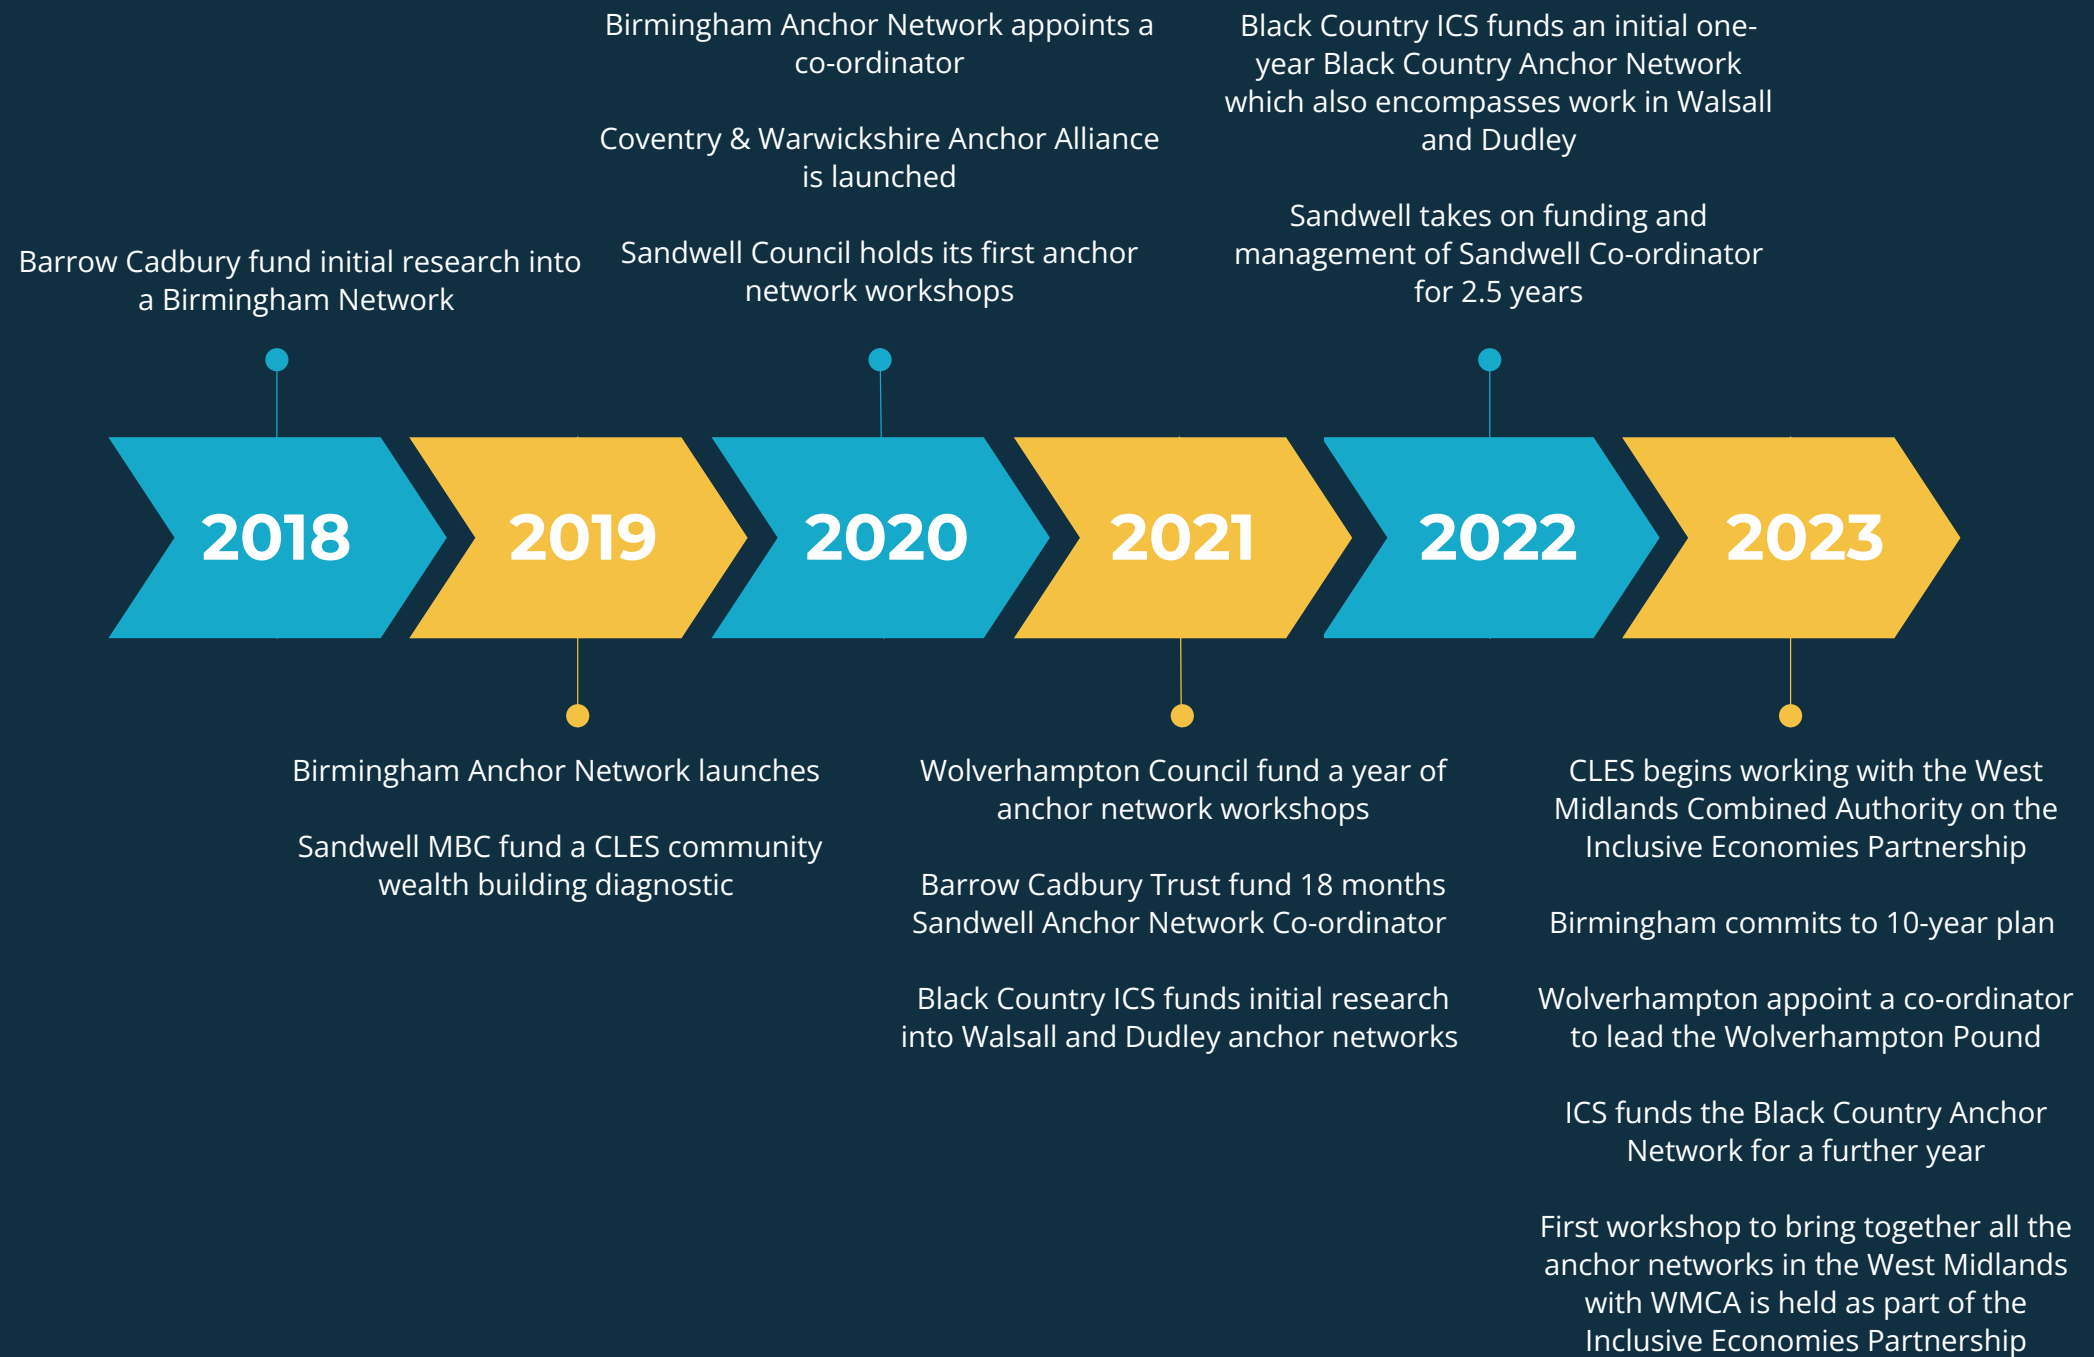 Barrow Cadbury fund initial research into
a Birmingham Network
Birmingham Anchor Network appoints a
co-ordinator
Coventry & Warwickshire Anchor Alliance
is launched
Sandwell Council holds its first anchor
network workshops
Black Country ICS funds an initial one-
year Black Country Anchor Network
which also encompasses work in Walsall
and Dudley
Sandwell takes on funding and
management of Sandwell Co-ordinator
for 2.5 years
2018
2019
2020
2021
2022
2023
Birmingham Anchor Network launches
Sandwell MBC fund a CLES community
wealth building diagnostic
Wolverhampton Council fund a year of
anchor network workshops
Barrow Cadbury Trust fund 18 months
Sandwell Anchor Network Co-ordinator
Black Country ICS funds initial research
into Walsall and Dudley anchor networks
CLES begins working with the West
Midlands Combined Authority on the
Inclusive Economies Partnership
Birmingham commits to 10-year plan
Wolverhampton appoint a co-ordinator
to lead the Wolverhampton Pound
ICS funds the Black Country Anchor
Network for a further year
First workshop to bring together all the
anchor networks in the West Midlands
with WMCA is held as part of the
Inclusive Economies Partnership